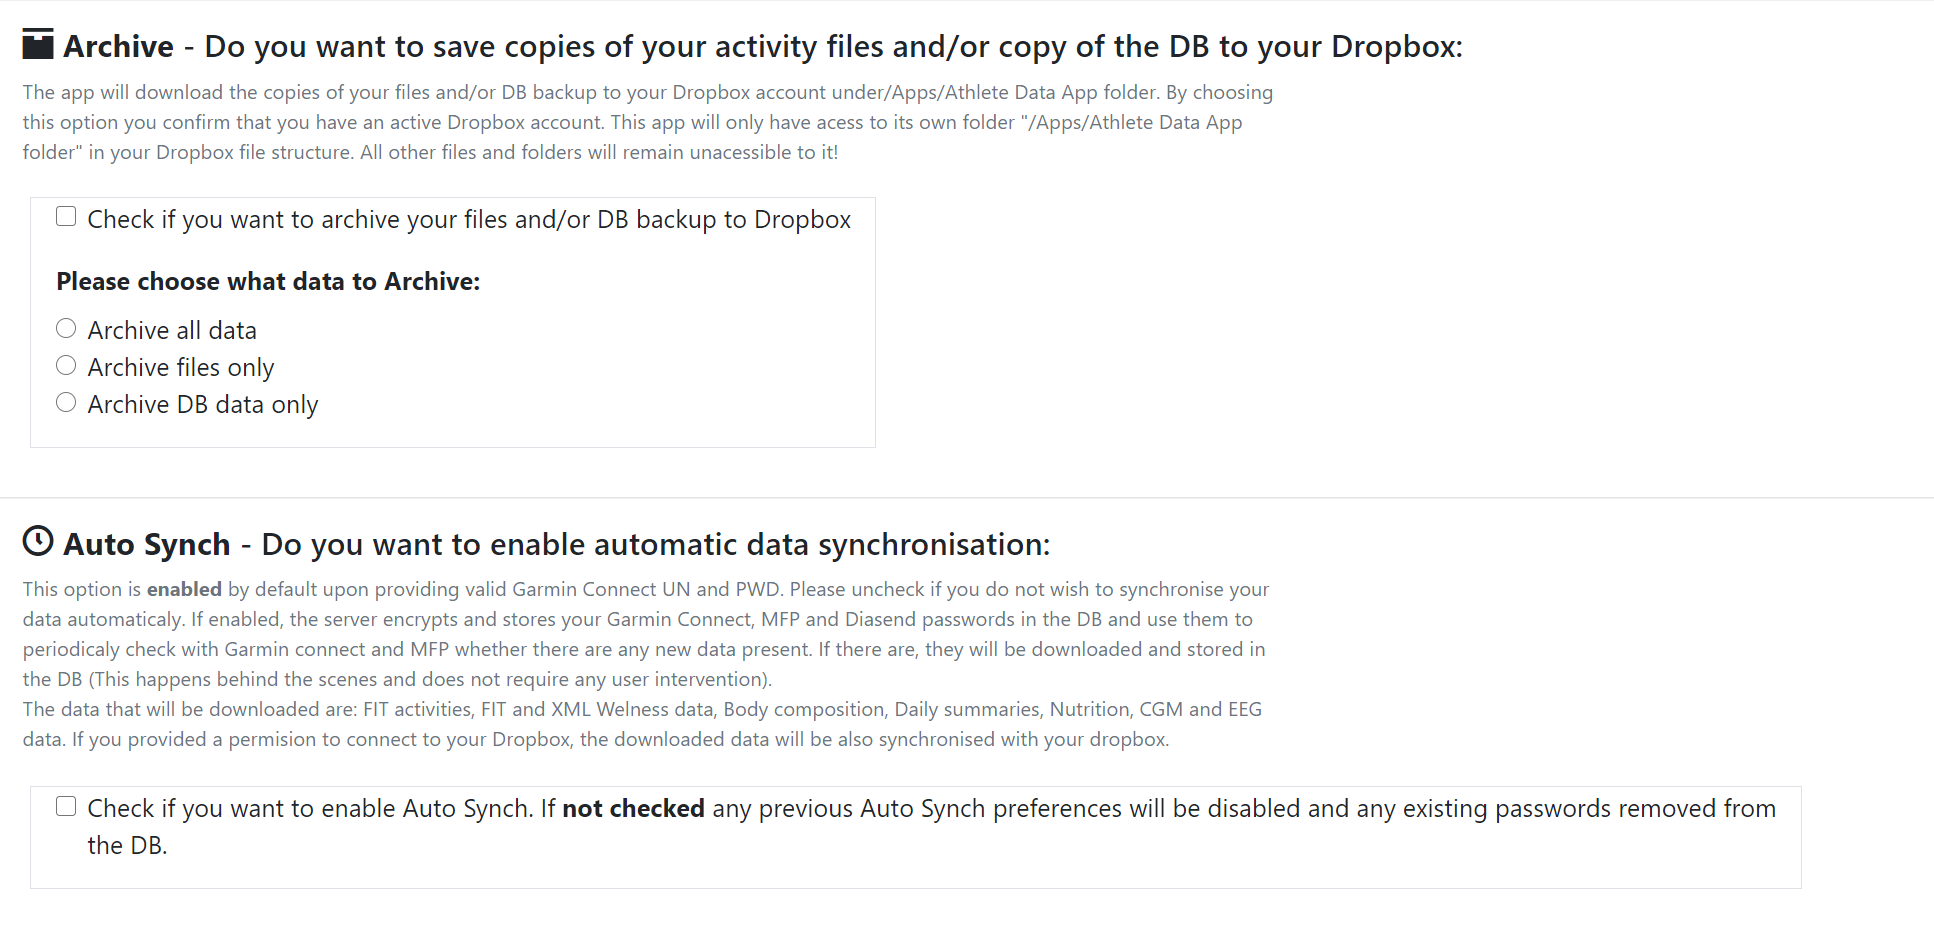 Archive - Do you want to save copies of your activity files and/or copy of the DB to your Dropbox:
The app will download the copies of your files and/or DB backup to your Dropbox account under/Apps/Athlete Data App folder. By choosing
this option you confirm that you have an active Dropbox account. This app will only have acess to its own folder "/Apps/Athlete Data App
folder" in your Dropbox file structure. All other files and folders will remain unacessible to it!
Check if you want to archive your files and/or DB backup to Dropbox
Please choose what data to Archive:
Archive all data
Archive files only
Archive DB data only
Auto Synch - Do you want to enable automatic data synchronisation:
This option is enabled by default upon providing valid Garmin Connect UN and PWD. Please uncheck if you do not wish to synchronise your
data automaticaly. If enabled, the server encrypts and stores your Garmin Connect, MFP and Diasend passwords in the DB and use them to
periodicaly check with Garmin connect and MFP whether there are any new data present. If there are, they will be downloaded and stored in
the DB (This happens behind the scenes and does not require any user intervention).
The data that will be downloaded are: FIT activities, FIT and XML Welness data, Body composition, Daily summaries, Nutrition, CGM and EEG
data. If you provided a permision to connect to your Dropbox, the downloaded data will be also synchronised with your dropbox.
Check if you want to enable Auto Synch. If not checked any previous Auto Synch preferences will be disabled and any existing passwords removed from
the DB.